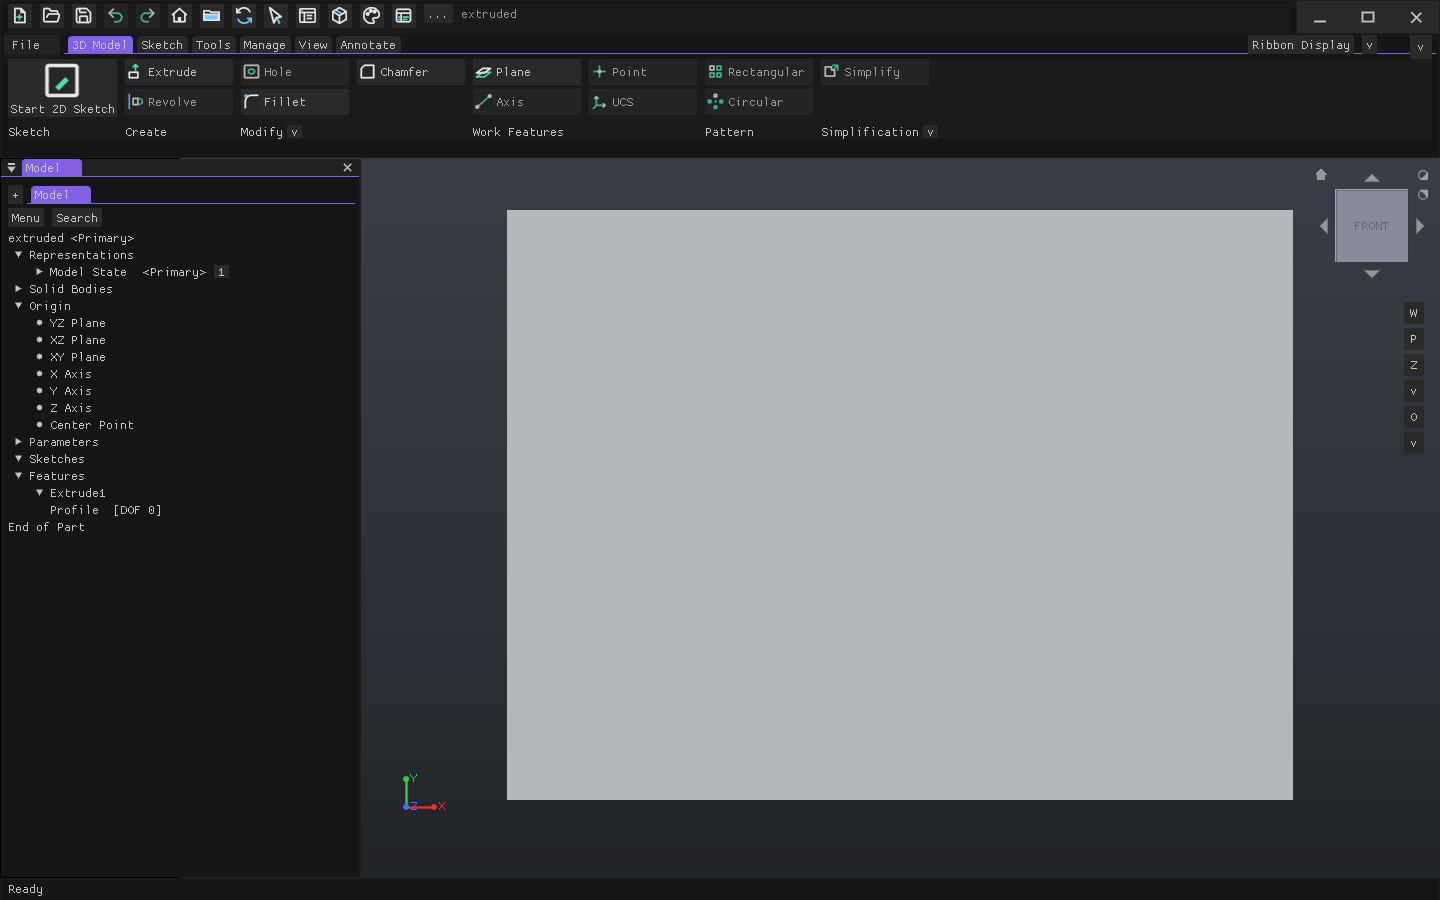 ... extruded
File 3D Model Sketch Tools Manage View Annotate Ribbon Display v v
Start 2D Sketch
Extrude Hole Chamfer Plane Point Rectangular Simplify
Revolve Fillet Axis UCS Circular
Sketch Create Modify v Work Features Pattern Simplification v
Model
+ Model
Menu Search
extruded <Primary>
Representations
Model State <Primary> 1
Solid Bodies
Origin
YZ Plane
XZ Plane
XY Plane
X Axis
Y Axis
Z Axis
Center Point
Parameters
Sketches
Features
Extrude1
Profile [DOF 0]
End of Part
FRONT
W
P
Z
v
O
v
Y
Z X
Ready